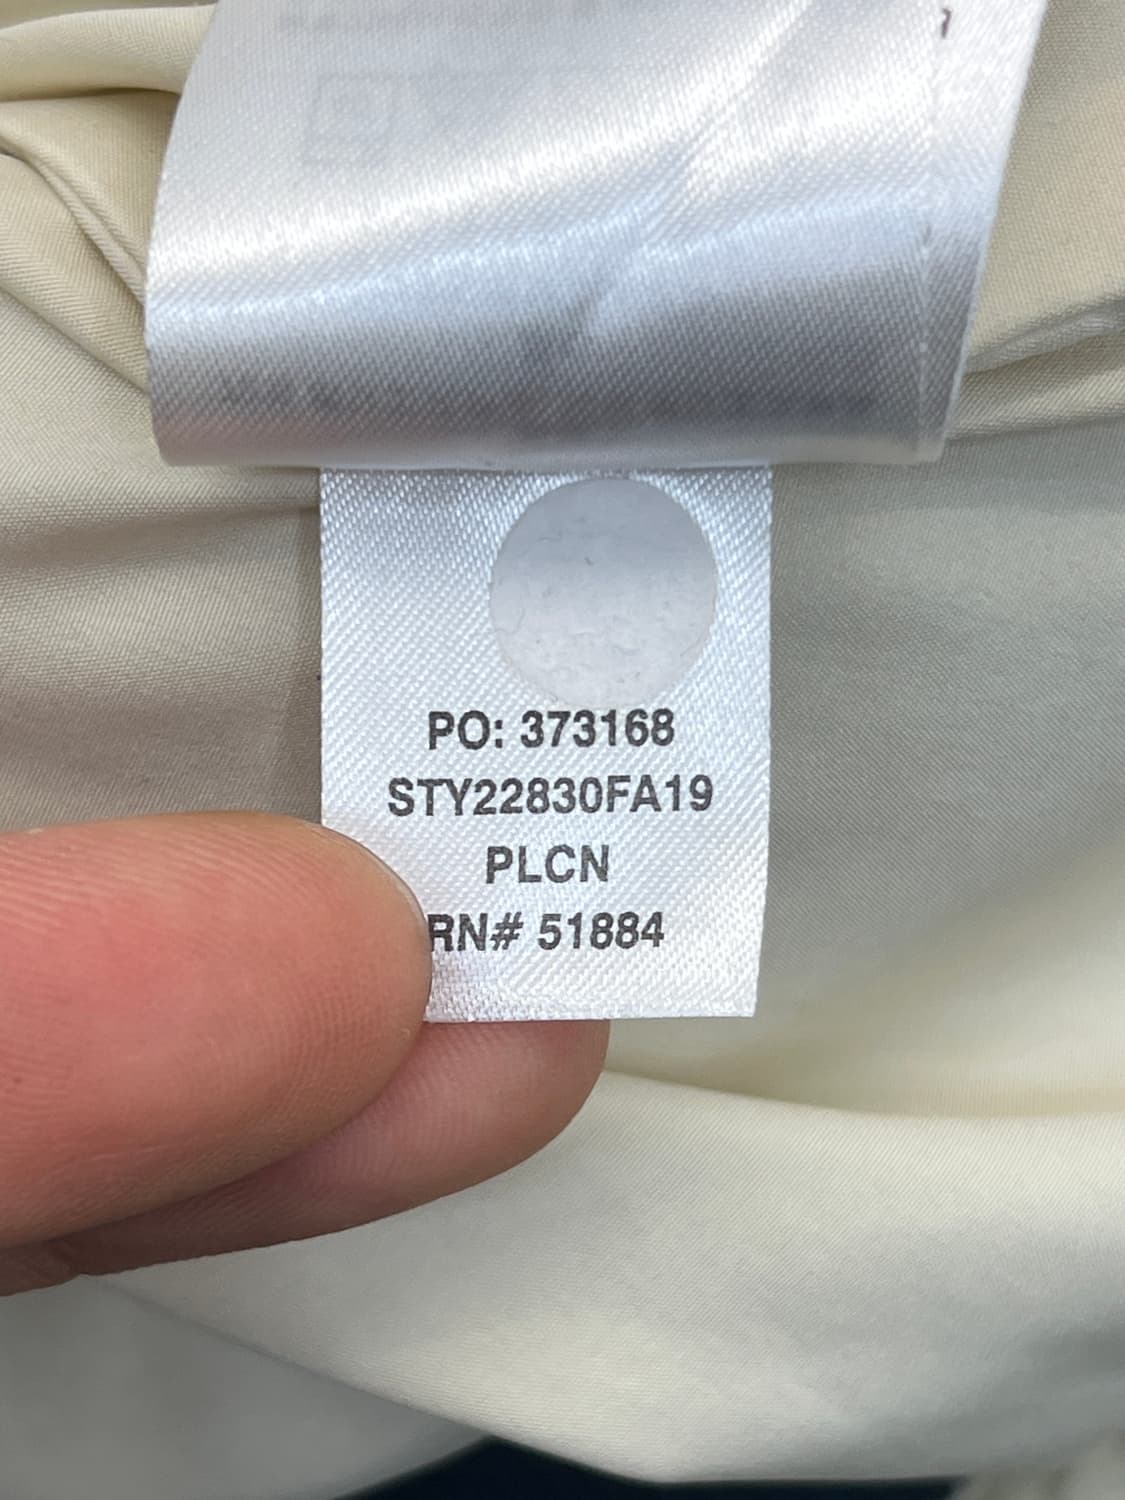 PO: 373168
STY22830FA19
PLCN
RN# 51884